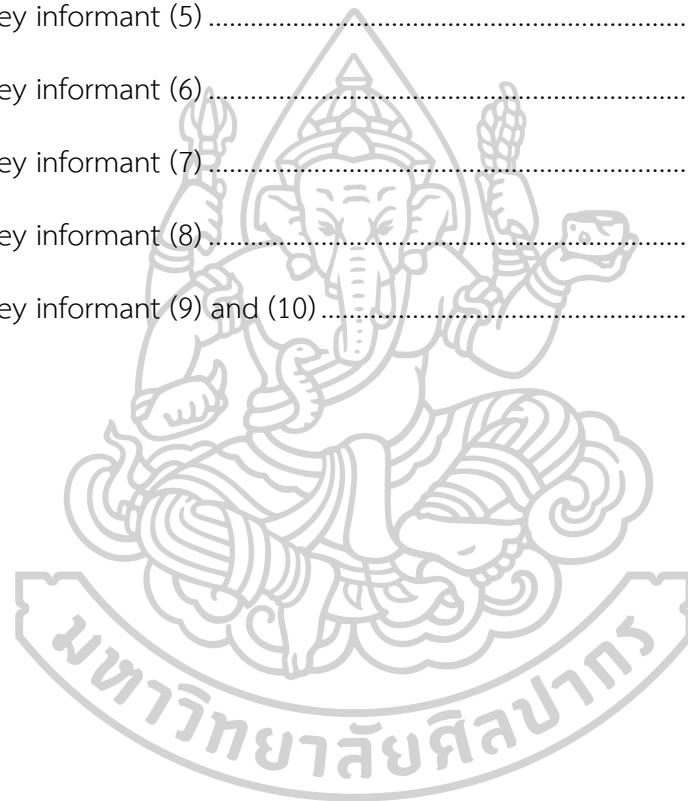 ey informant (5)
ey informant (6)
ey informant (7)
ey informant (8)
ey informant (9) and (10)
มหาวิทยาลัยศิลปากร